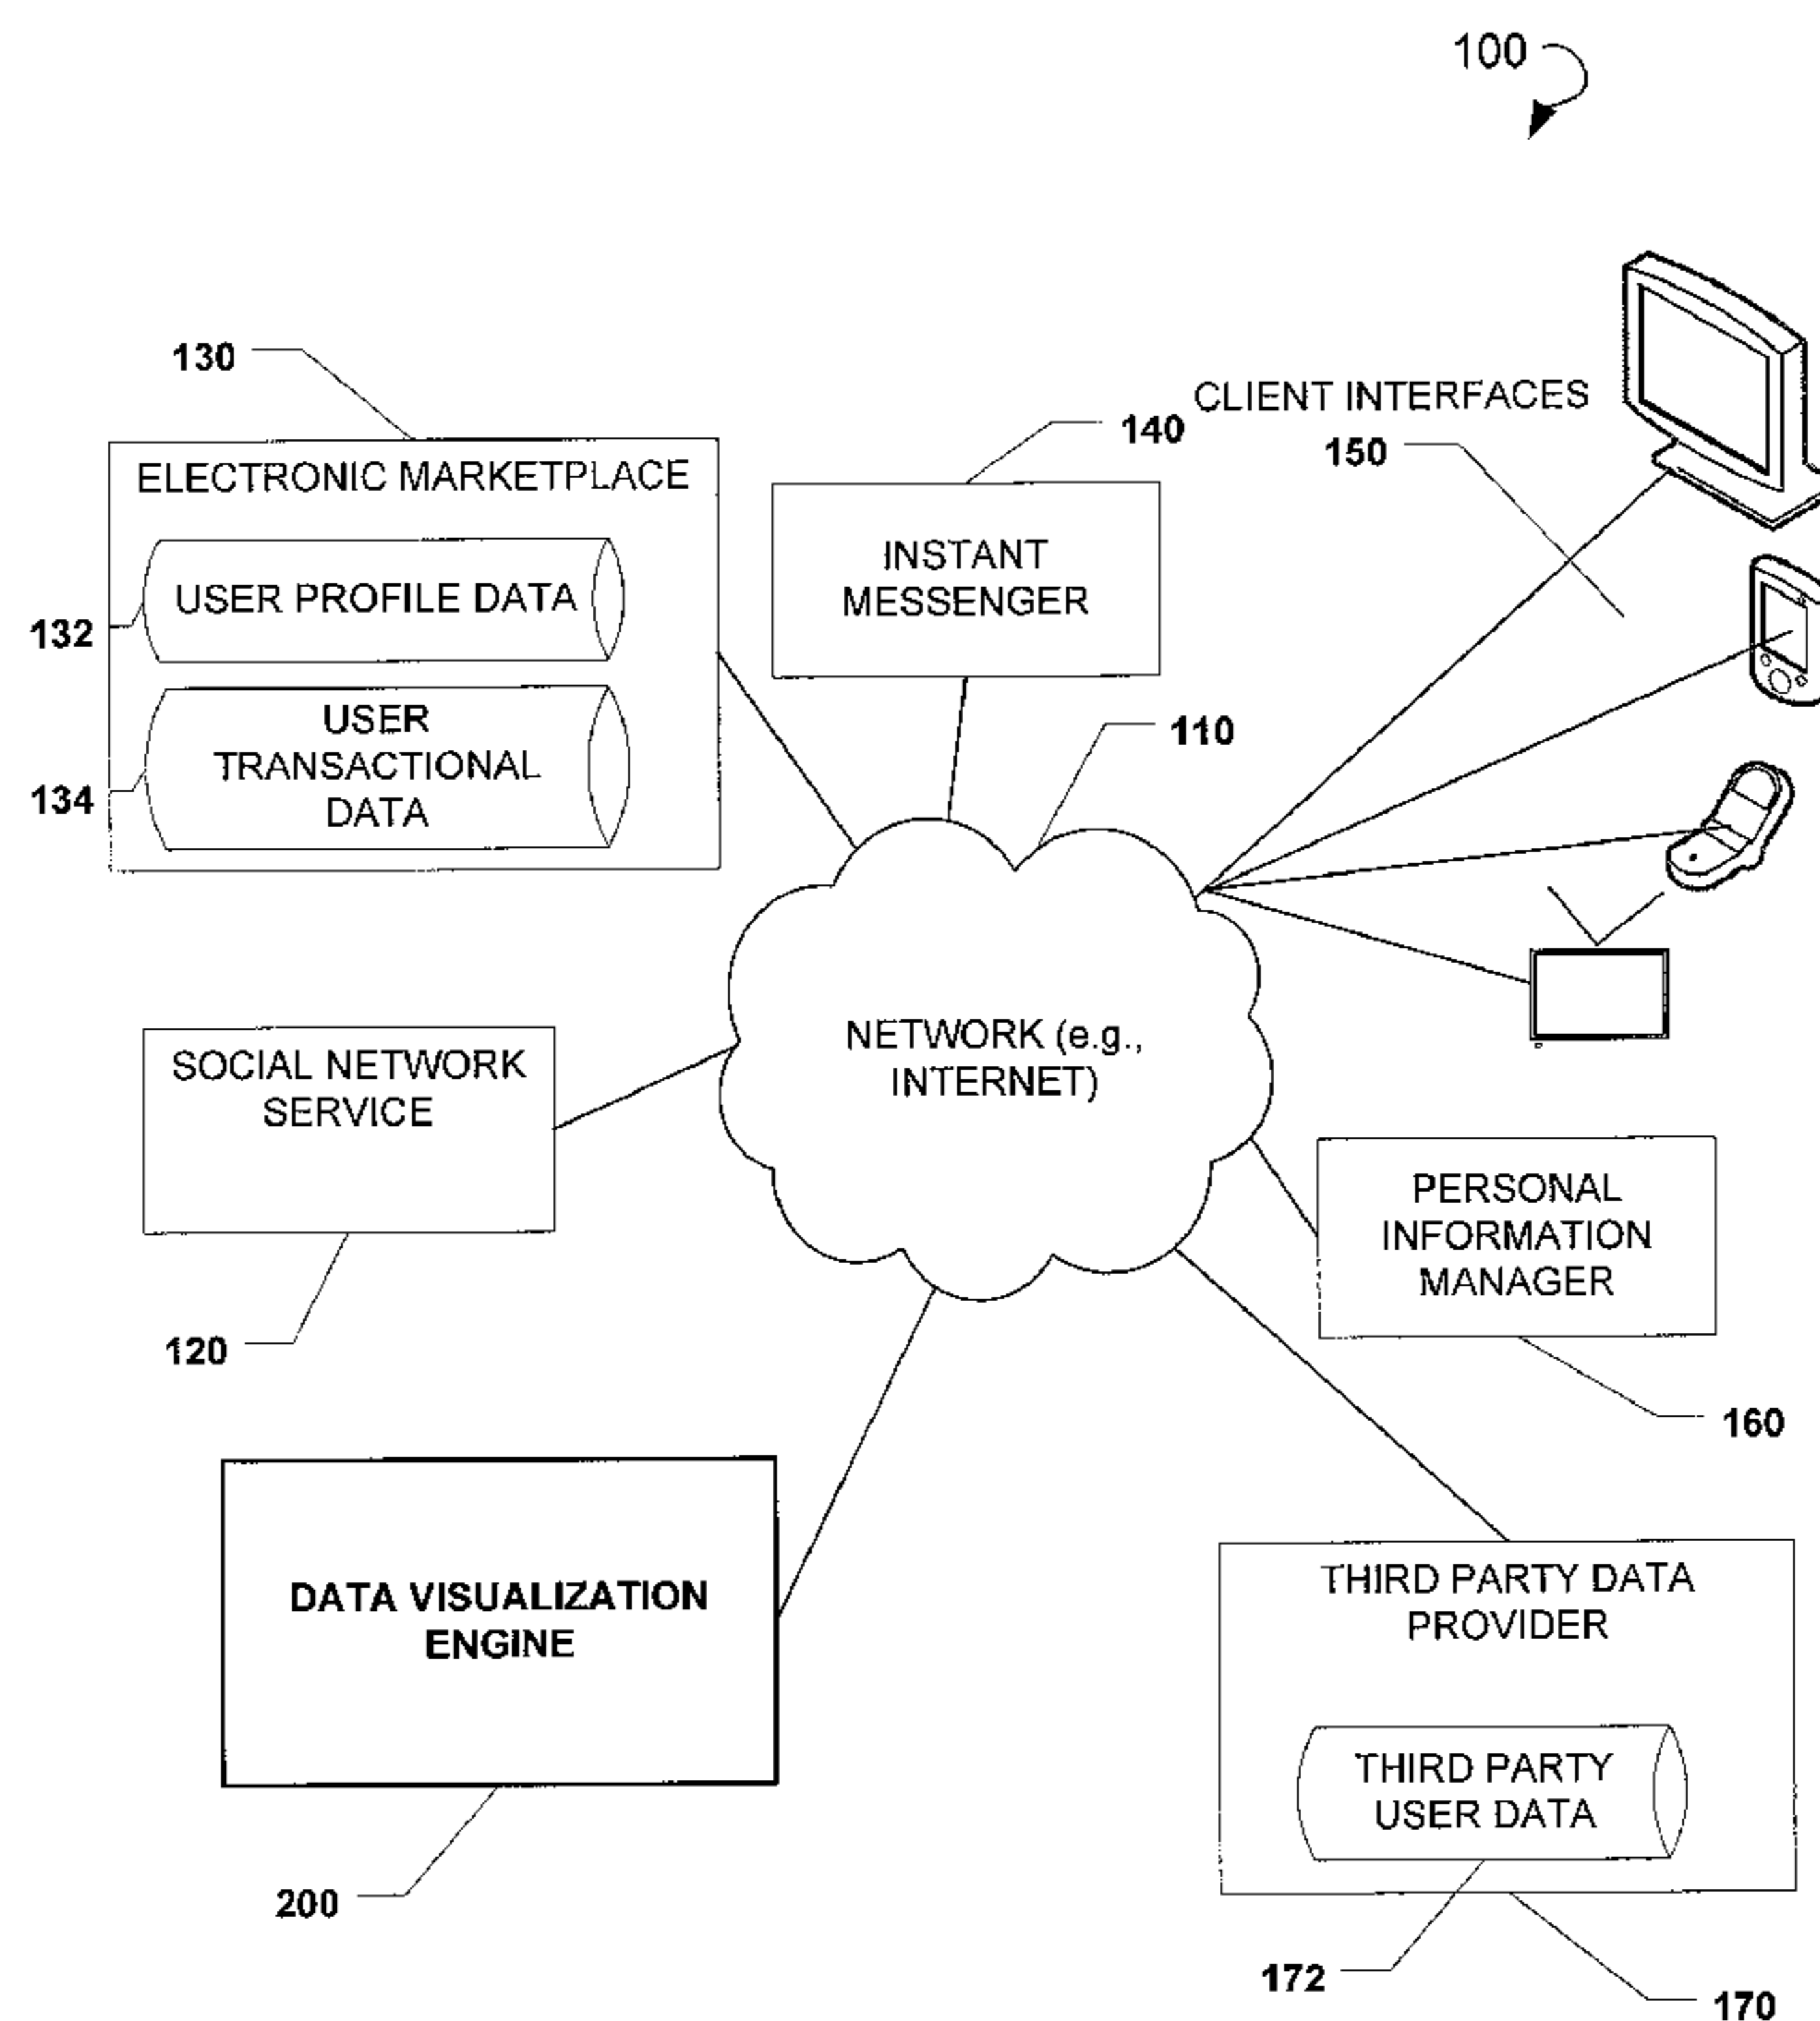 100
130
ELECTRONIC MARKETPLACE
USER PROFILE DATA
132
USER
TRANSACTIONAL
DATA
134
140
INSTANT
MESSENGER
CLIENT INTERFACES
150
110
NETWORK (e.g.,
INTERNET)
SOCIAL NETWORK
SERVICE
120
PERSONAL
INFORMATION
MANAGER
160
DATA VISUALIZATION
ENGINE
200
THIRD PARTY DATA
PROVIDER
THIRD PARTY
USER DATA
172
170